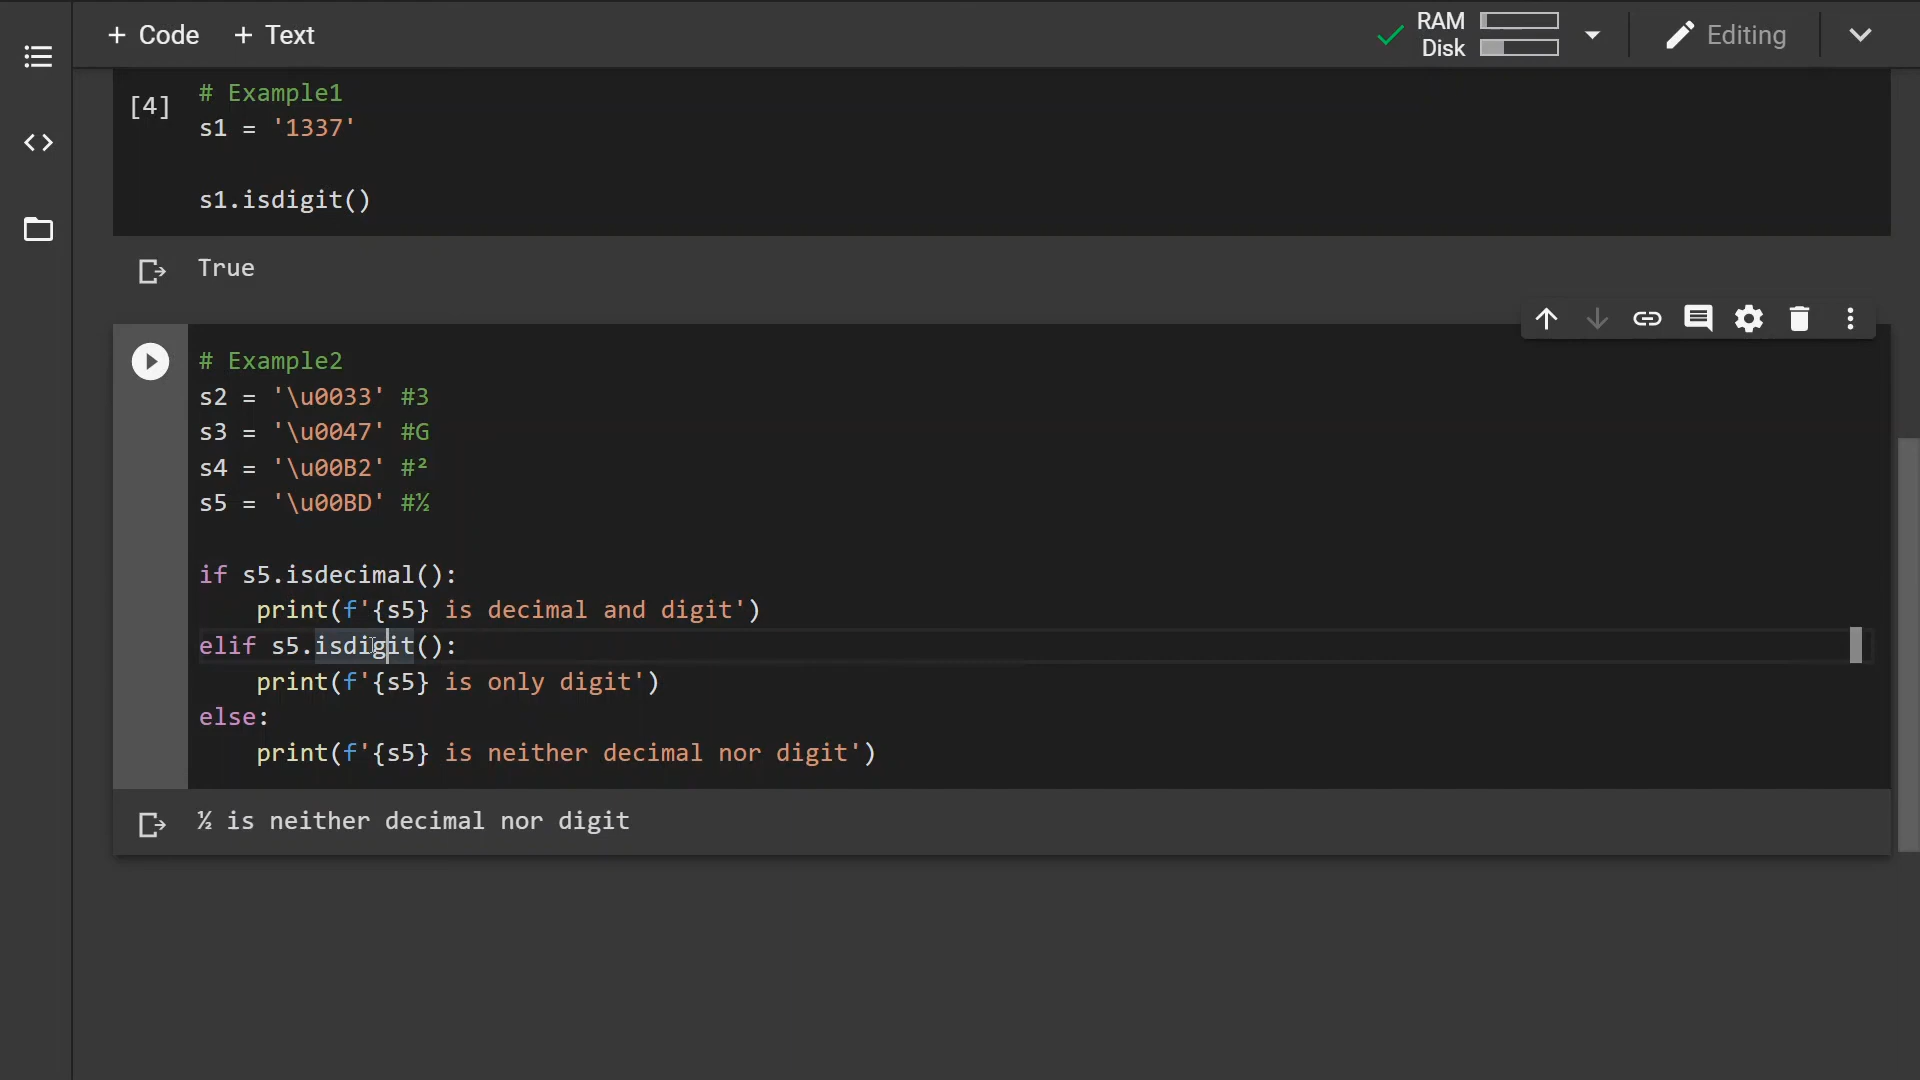 + Code + Text
RAM
Disk
Editing
[4]
# Example1
s1 = '1337'
s1.isdigit()
True
# Example2
s2 = '\u0033' #3
s3 = '\u0047' #G
s4 = '\u00B2' #²
s5 = '\u00BD' #½
if s5.isdecimal():
    print(f'{s5} is decimal and digit')
elif s5.isdigit():
    print(f'{s5} is only digit')
else:
    print(f'{s5} is neither decimal nor digit')
½ is neither decimal nor digit